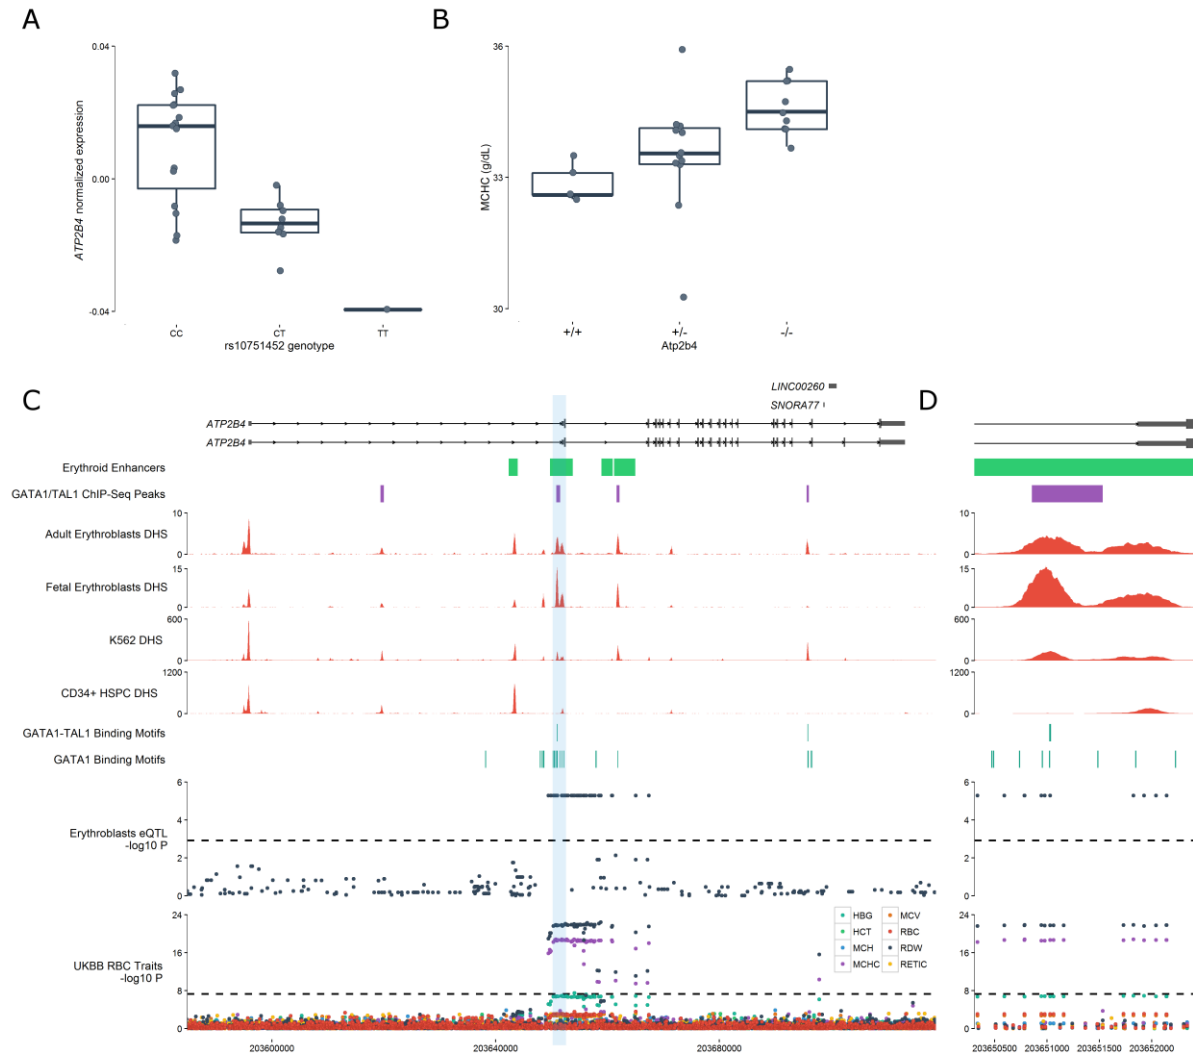 A
B
0.04
0.00
-0.04
ATP2B4 normalized expression
CC
CT
TT
rs10751452 genotype
36
33
30
MCHC (g/dL)
+/+
+/-
-/-
Atp2b4
C
D
LINC00260
SNORA77
ATP2B4
ATP2B4
Erythroid Enhancers
GATA1/TAL1 ChIP-Seq Peaks
10
Adult Erythroblasts DHS
0
10
0
15
Fetal Erythroblasts DHS
0
15
0
600
K562 DHS
0
600
0
1200
CD34+ HSPC DHS
0
1200
0
GATA1-TAL1 Binding Motifs
GATA1 Binding Motifs
6
4
Erythroblasts eQTL
-log10 P
2
0
6
4
2
0
24
16
UKBB RBC Traits
-log10 P
8
0
HBG
MCV
HCT
RBC
MCH
RDW
MCHC
RETIC
24
16
8
0
203600000
203640000
203680000
203650500
203651000
203651500
203652000